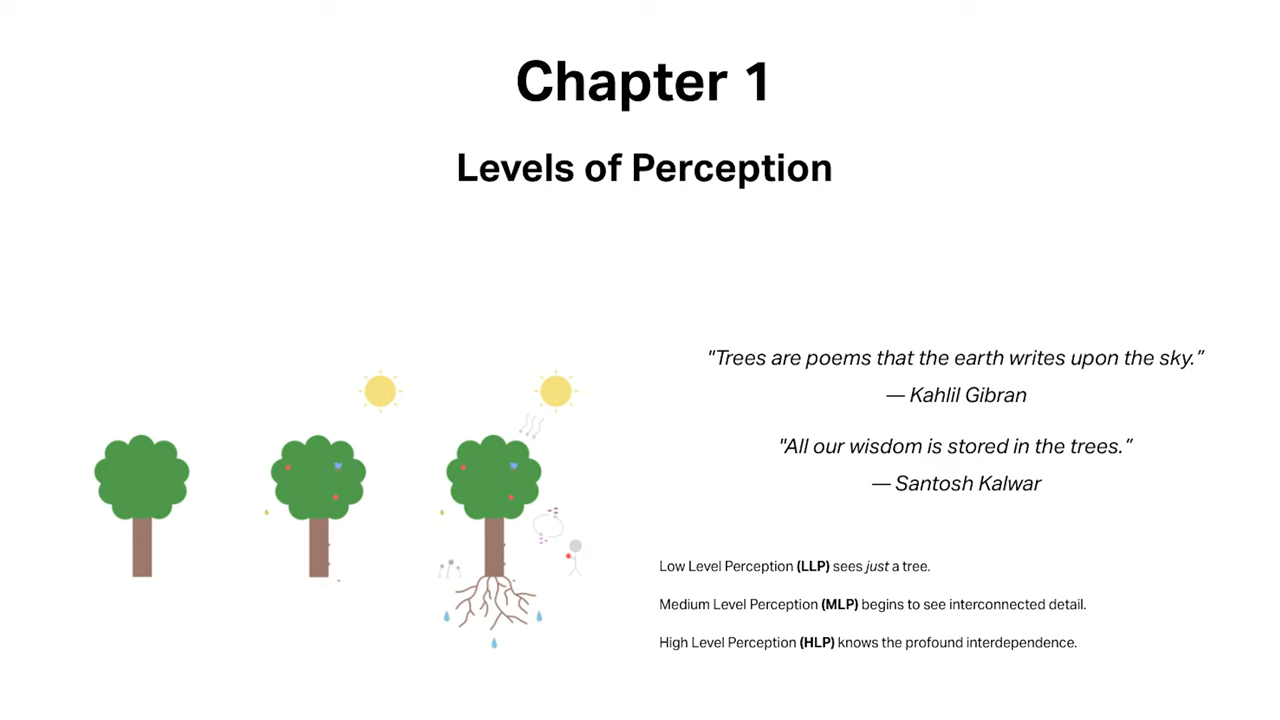 Chapter 1
Levels of Perception
"Trees are poems that the earth writes upon the sky.”
— Kahlil Gibran
"All our wisdom is stored in the trees.”
— Santosh Kalwar
Low Level Perception (LLP) sees just a tree.
Medium Level Perception (MLP) begins to see interconnected detail.
High Level Perception (HLP) knows the profound interdependence.